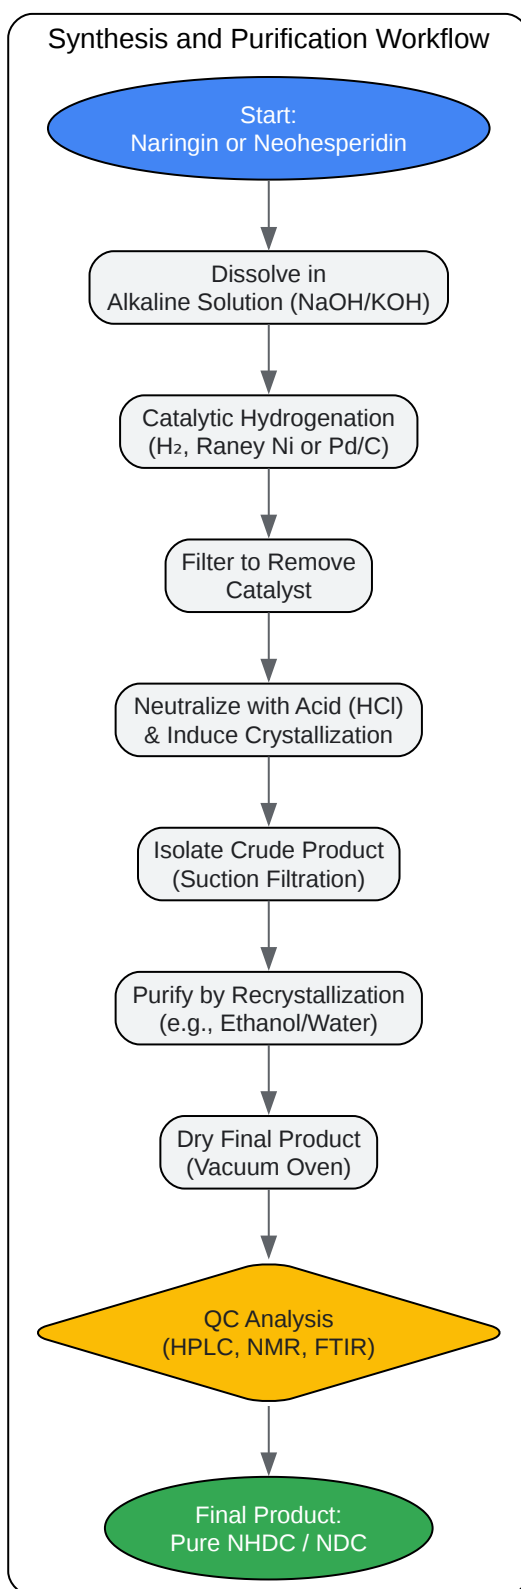 Synthesis and Purification Workflow
Start:
Naringin or Neohesperidin
Dissolve in
Alkaline Solution (NaOH/KOH)
Catalytic Hydrogenation
(H₂, Raney Ni or Pd/C)
Filter to Remove
Catalyst
Neutralize with Acid (HCl)
& Induce Crystallization
Isolate Crude Product
(Suction Filtration)
Purify by Recrystallization
(e.g., Ethanol/Water)
Dry Final Product
(Vacuum Oven)
QC Analysis
(HPLC, NMR, FTIR)
Final Product:
Pure NHDC / NDC